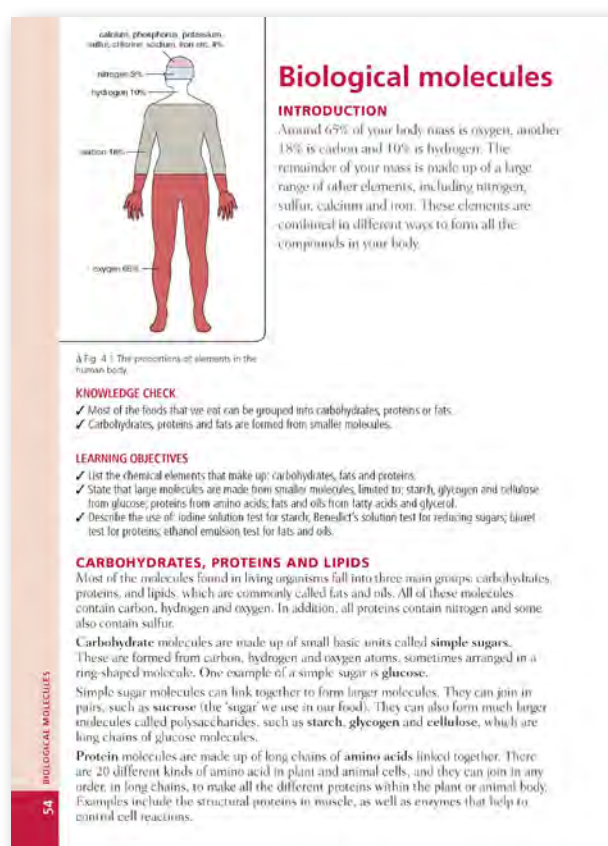 calcium, phosphorus, potassium,
sulfur, chlorine, sodium, iron etc. 4%
nitrogen 3%
hydrogen 10%
carbon 18%
oxygen 65%
Δ Fig. 4.1 The proportions of elements in the
human body.
Biological molecules
INTRODUCTION
Around 65% of your body mass is oxygen, another
18% is carbon and 10% is hydrogen. The
remainder of your mass is made up of a large
range of other elements, including nitrogen,
sulfur, calcium and iron. These elements are
combined in different ways to form all the
compounds in your body.
KNOWLEDGE CHECK
✓ Most of the foods that we eat can be grouped into carbohydrates, proteins or fats.
✓ Carbohydrates, proteins and fats are formed from smaller molecules.
LEARNING OBJECTIVES
✓ List the chemical elements that make up: carbohydrates, fats and proteins.
✓ State that large molecules are made from smaller molecules, limited to: starch, glycogen and cellulose
from glucose; proteins from amino acids; fats and oils from fatty acids and glycerol.
✓ Describe the use of: iodine solution test for starch; Benedict's solution test for reducing sugars; biuret
test for proteins; ethanol emulsion test for fats and oils.
CARBOHYDRATES, PROTEINS AND LIPIDS
Most of the molecules found in living organisms fall into three main groups: carbohydrates,
proteins, and lipids, which are commonly called fats and oils. All of these molecules
contain carbon, hydrogen and oxygen. In addition, all proteins contain nitrogen and some
also contain sulfur.
Carbohydrate molecules are made up of small basic units called simple sugars.
These are formed from carbon, hydrogen and oxygen atoms, sometimes arranged in a
ring-shaped molecule. One example of a simple sugar is glucose.
Simple sugar molecules can link together to form larger molecules. They can join in
pairs, such as sucrose (the 'sugar' we use in our food). They can also form much larger
molecules called polysaccharides, such as starch, glycogen and cellulose, which are
long chains of glucose molecules.
Protein molecules are made up of long chains of amino acids linked together. There
are 20 different kinds of amino acid in plant and animal cells, and they can join in any
order, in long chains, to make all the different proteins within the plant or animal body.
Examples include the structural proteins in muscle, as well as enzymes that help to
control cell reactions.
BIOLOGICAL MOLECULES
54